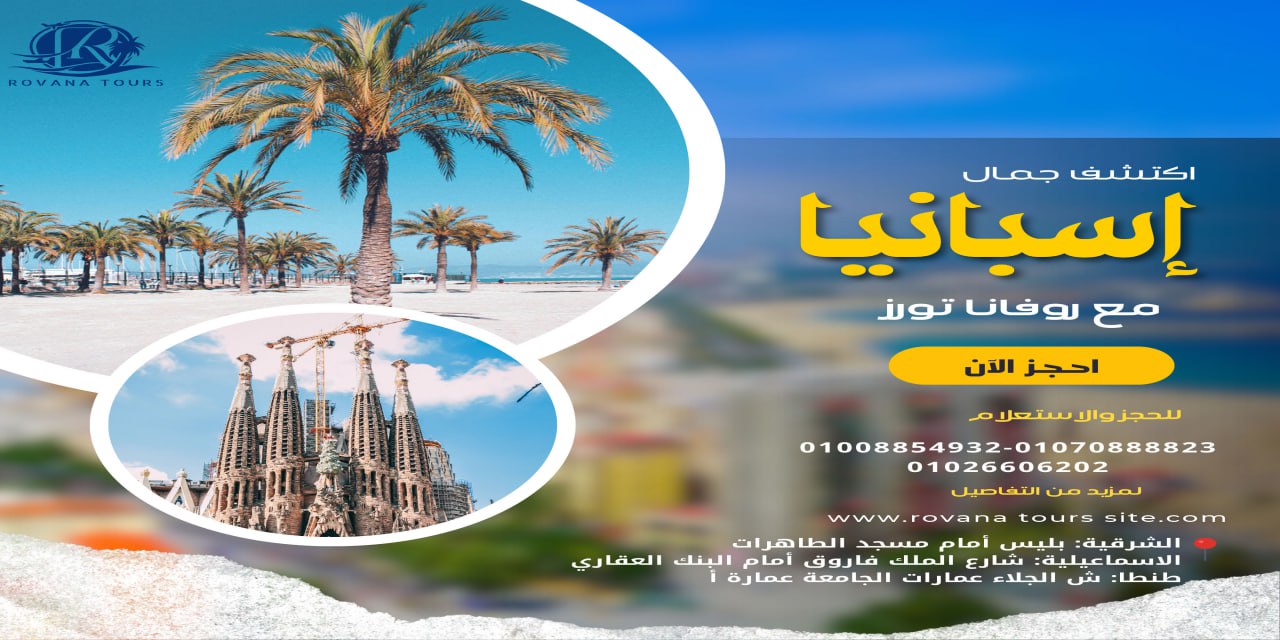 ROVANA TOURS
اكتشف جمال
إسبانيا
مع روفانا تورز
احجز الآن
للحجز والاستعلام
01008854932-01070888823
01026606202
لمزيد من التفاصيل
www.rovana tours site.com
الشرقية: بلبيس أمام مسجد الطاهرات
الاسماعيلية: شارع الملك فاروق أمام البنك العقاري
طنطا: ش الجلاء عمارات الجامعة عمارة أ